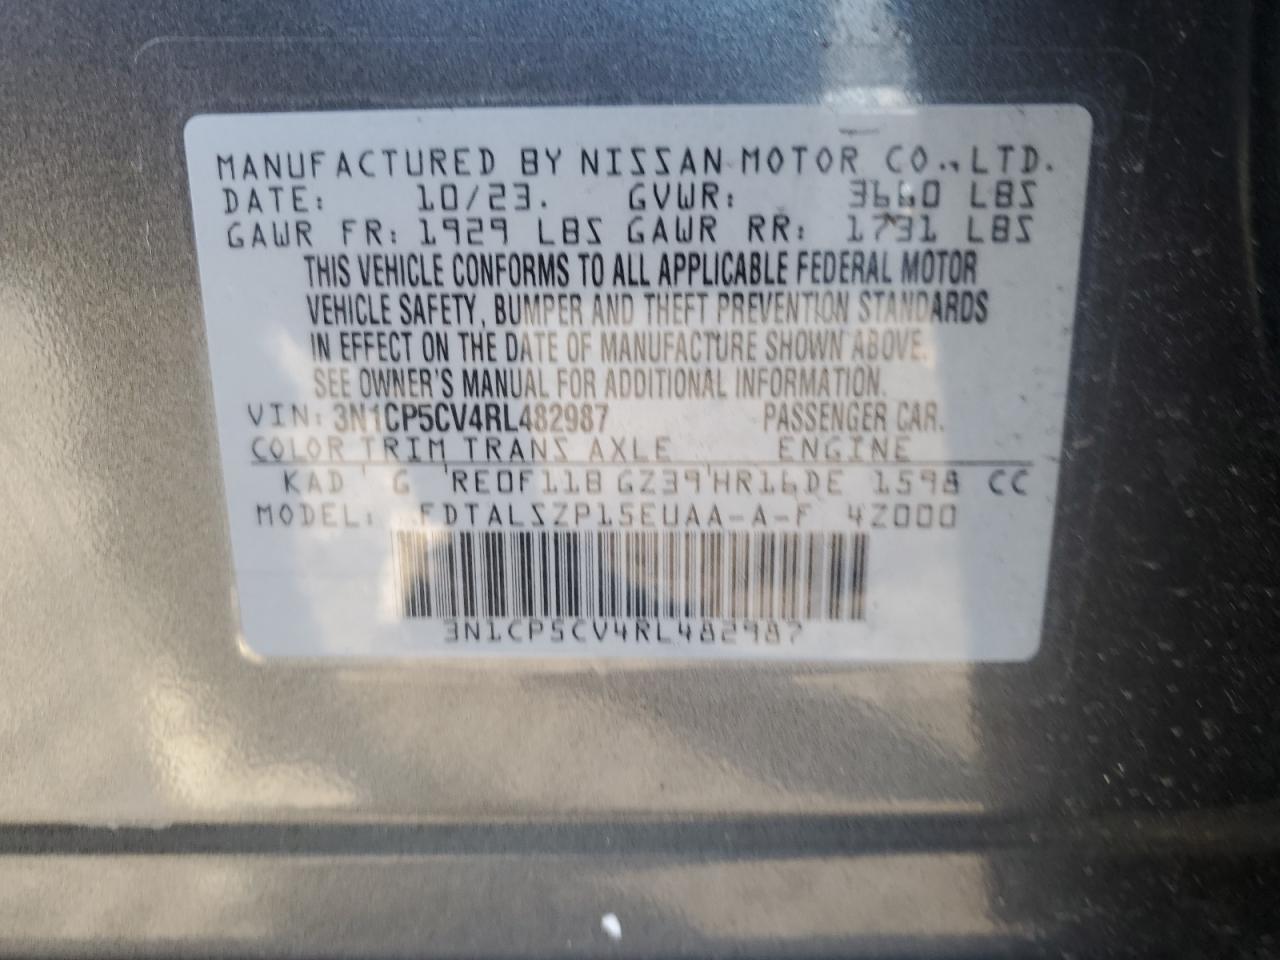 MANUFACTURED BY NISSAN MOTOR CO., LTD.
DATE: 10/23. GVWR: 3660 LBS
GAWR FR: 1929 LBS GAWR RR: 1731 LBS
THIS VEHICLE CONFORMS TO ALL APPLICABLE FEDERAL MOTOR
VEHICLE SAFETY, BUMPER AND THEFT PREVENTION STANDARDS
IN EFFECT ON THE DATE OF MANUFACTURE SHOWN ABOVE.
SEE OWNER'S MANUAL FOR ADDITIONAL INFORMATION.
VIN: 3N1CP5CV4RL482987 PASSENGER CAR.
COLOR TRIM TRANS AXLE ENGINE
KAD G RE0F11B GZ39 HR16DE 1598 CC
MODEL: FDTALSZP15EUAA-A-F 4Z000
3N1CP5CV4RL482987